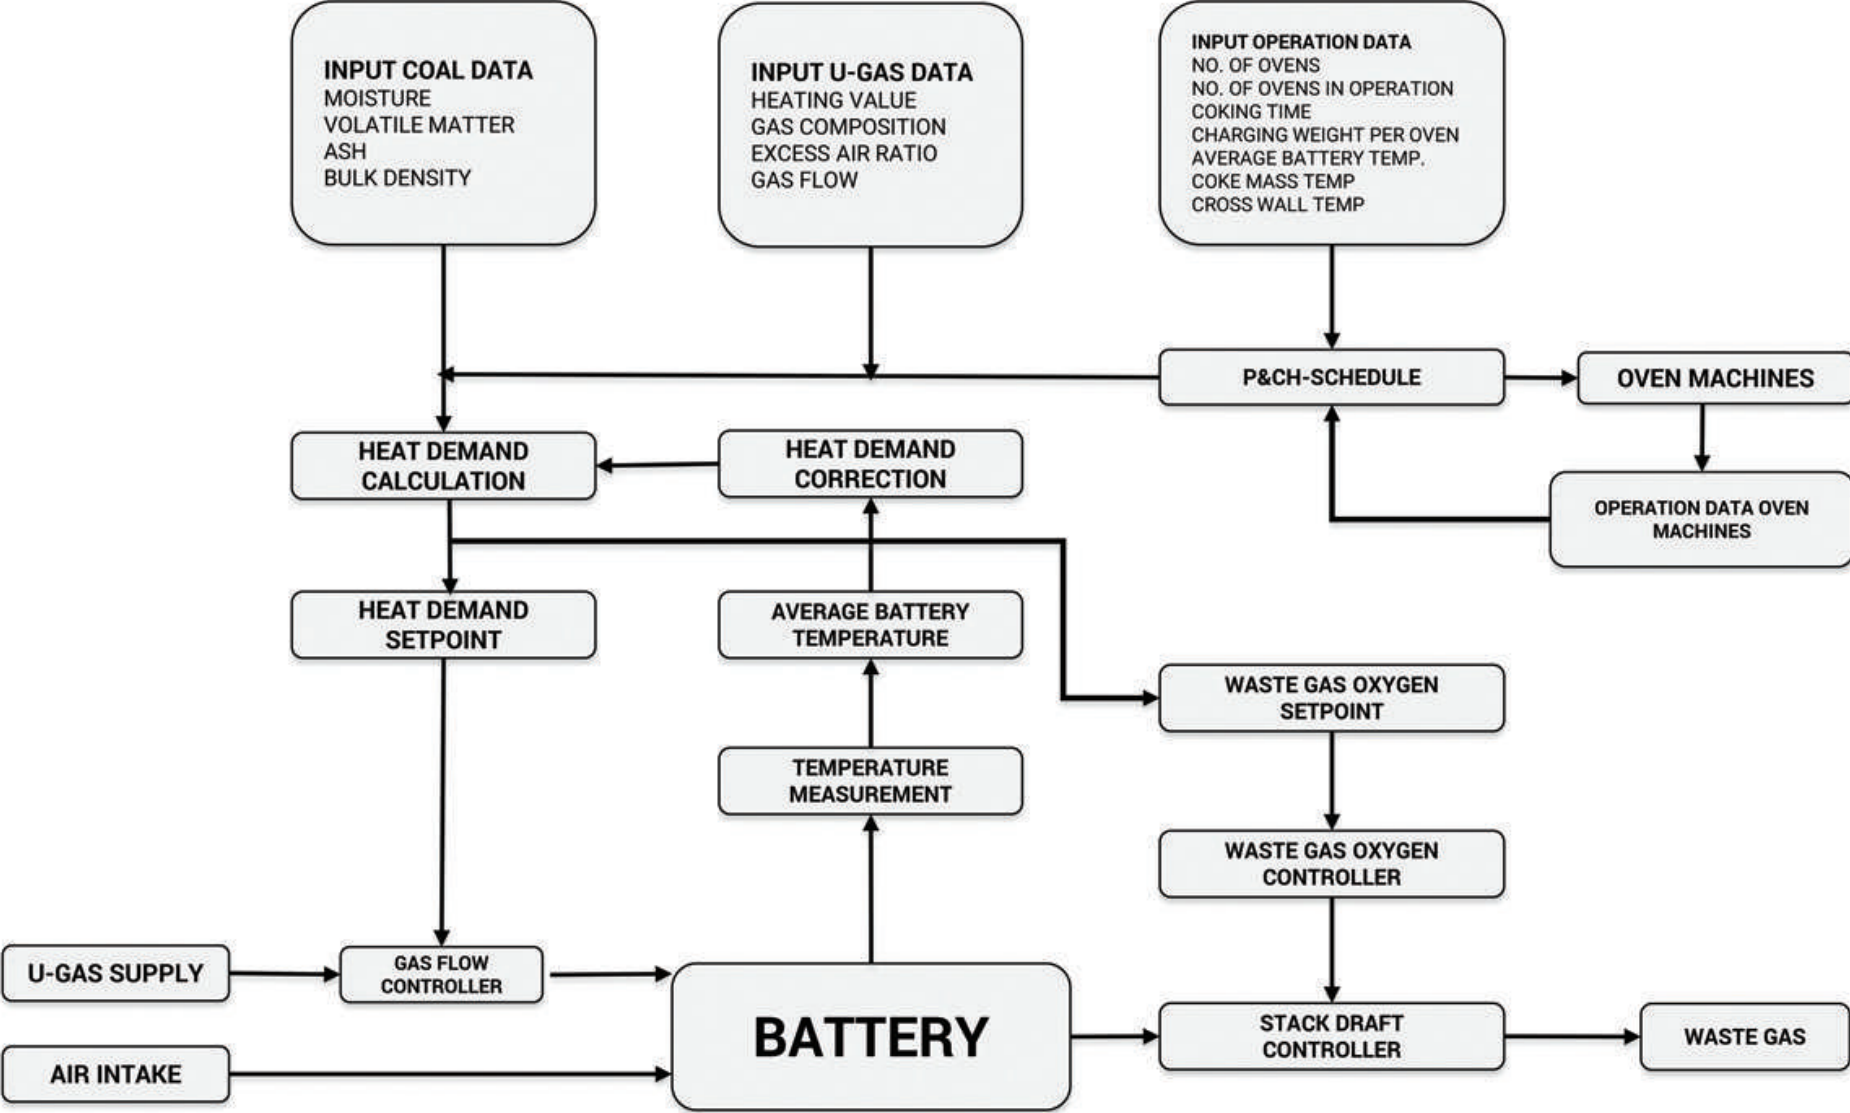 INPUT COAL DATA
MOISTURE
VOLATILE MATTER
ASH
BULK DENSITY
INPUT U-GAS DATA
HEATING VALUE
GAS COMPOSITION
EXCESS AIR RATIO
GAS FLOW
INPUT OPERATION DATA
NO. OF OVENS
NO. OF OVENS IN OPERATION
COKING TIME
CHARGING WEIGHT PER OVEN
AVERAGE BATTERY TEMP.
COKE MASS TEMP
CROSS WALL TEMP
P&CH-SCHEDULE
OVEN MACHINES
HEAT DEMAND
CALCULATION
HEAT DEMAND
CORRECTION
OPERATION DATA OVEN
MACHINES
HEAT DEMAND
SETPOINT
AVERAGE BATTERY
TEMPERATURE
WASTE GAS OXYGEN
SETPOINT
TEMPERATURE
MEASUREMENT
WASTE GAS OXYGEN
CONTROLLER
U-GAS SUPPLY
GAS FLOW
CONTROLLER
BATTERY
STACK DRAFT
CONTROLLER
WASTE GAS
AIR INTAKE